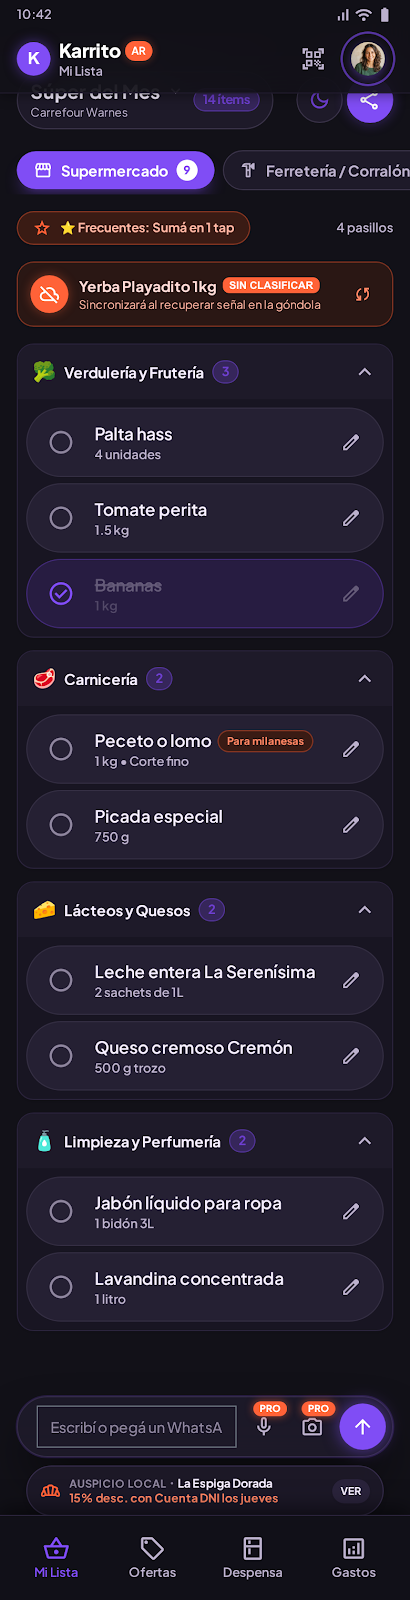 10:42
K
Karrito AR
Mi Lista
Súper del Mes
Carrefour Warnes
14 ítems
Supermercado 9
Ferretería / Corralón
Frecuentes: Sumá en 1 tap
4 pasillos
Yerba Playadito 1kg SIN CLASIFICAR
Sincronizará al recuperar señal en la góndola
Verdulería y Frutería 3
Palta hass
4 unidades
Tomate perita
1.5 kg
Bananas
1 kg
Carnicería 2
Peceto o lomo Para milanesas
1 kg • Corte fino
Picada especial
750 g
Lácteos y Quesos 2
Leche entera La Serenísima
2 sachets de 1L
Queso cremoso Cremón
500 g trozo
Limpieza y Perfumería 2
Jabón líquido para ropa
1 bidón 3L
Lavandina concentrada
1 litro
PRO PRO
Escribí o pegá un WhatsA
AUSPICIO LOCAL • La Espiga Dorada
15% desc. con Cuenta DNI los jueves
VER
Mi Lista Ofertas Despensa Gastos